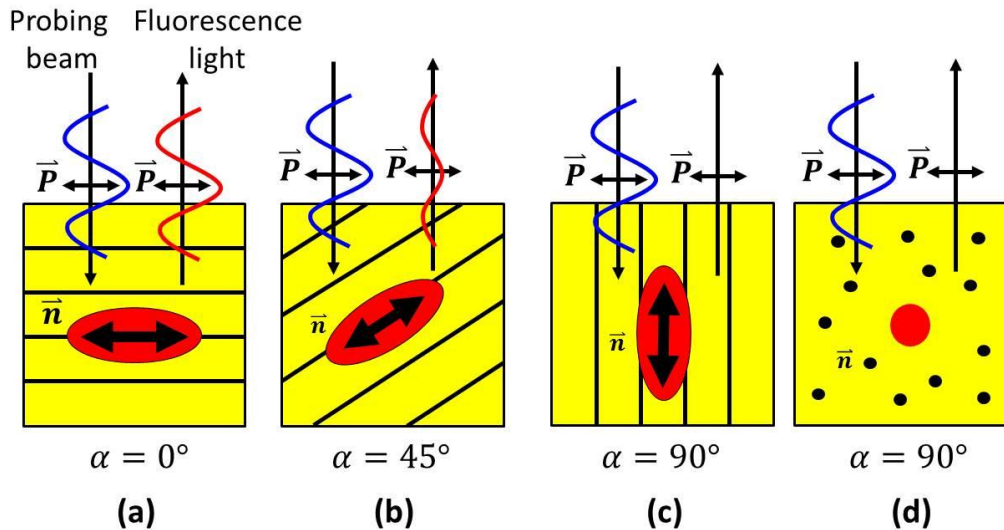 Probing Fluorescence
beam light
P P P P P P P P
n n n n
α = 0° α = 45° α = 90° α = 90°
(a) (b) (c) (d)